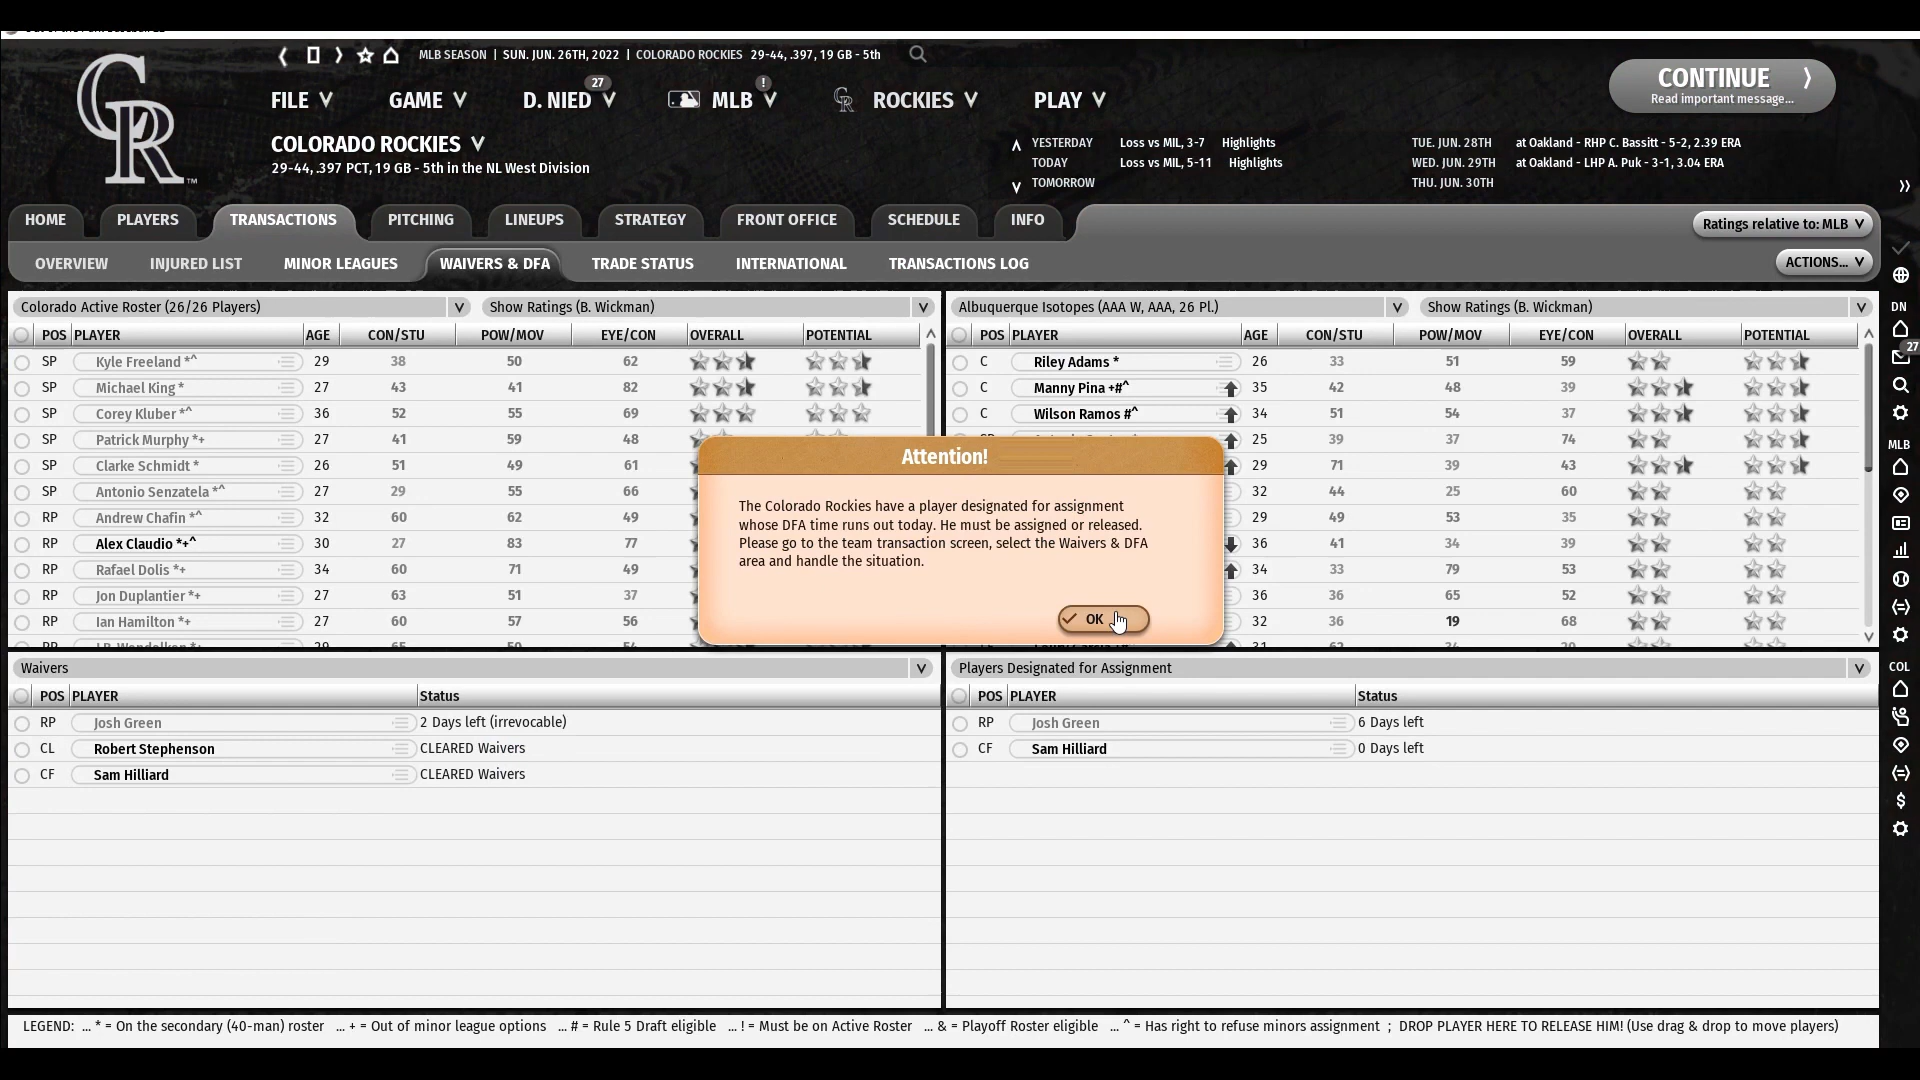 MLB SEASON | SUN. JUN. 26TH, 2022 | COLORADO ROCKIES 29-44, .397, 19 GB - 5th
FILE GAME D. NIED 27 MLB ! ROCKIES PLAY
CONTINUE
Read important message...
COLORADO ROCKIES
29-44, .397 PCT, 19 GB - 5th in the NL West Division
YESTERDAY Loss vs MIL, 3-7 Highlights
TODAY Loss vs MIL, 5-11 Highlights
TOMORROW
TUE. JUN. 28TH at Oakland - RHP C. Bassitt - 5-2, 2.39 ERA
WED. JUN. 29TH at Oakland - LHP A. Puk - 3-1, 3.04 ERA
THU. JUN. 30TH
CR
TM
HOME PLAYERS TRANSACTIONS PITCHING LINEUPS STRATEGY FRONT OFFICE SCHEDULE INFO
Ratings relative to: MLB
OVERVIEW INJURED LIST MINOR LEAGUES WAIVERS & DFA TRADE STATUS INTERNATIONAL TRANSACTIONS LOG
ACTIONS...
Colorado Active Roster (26/26 Players) Show Ratings (B. Wickman)
POS PLAYER AGE CON/STU POW/MOV EYE/CON OVERALL POTENTIAL
SP Kyle Freeland *^ 29 38 50 62
SP Michael King * 27 43 41 82
SP Corey Kluber *^ 36 52 55 69
SP Patrick Murphy *+ 27 41 59 48
SP Clarke Schmidt * 26 51 49 61
SP Antonio Senzatela *^ 27 29 55 66
RP Andrew Chafin *^ 32 60 62 49
RP Alex Claudio *+^ 30 27 83 77
RP Rafael Dolis *+ 34 60 71 49
RP Jon Duplantier *+ 27 63 51 37
RP Ian Hamilton *+ 27 60 57 56
Albuquerque Isotopes (AAA W, AAA, 26 Pl.) Show Ratings (B. Wickman)
POS PLAYER AGE CON/STU POW/MOV EYE/CON OVERALL POTENTIAL
C Riley Adams * 26 33 51 59
C Manny Pina +#^ 35 42 48 39
C Wilson Ramos #^ 34 51 54 37
25 39 37 74
29 71 39 43
32 44 25 60
29 49 53 35
36 41 34 39
34 33 79 53
36 36 65 52
32 36 19 68
Attention!
The Colorado Rockies have a player designated for assignment
whose DFA time runs out today. He must be assigned or released.
Please go to the team transaction screen, select the Waivers & DFA
area and handle the situation.
OK
Waivers
POS PLAYER Status
RP Josh Green 2 Days left (irrevocable)
CL Robert Stephenson CLEARED Waivers
CF Sam Hilliard CLEARED Waivers
Players Designated for Assignment
POS PLAYER Status
RP Josh Green 6 Days left
CF Sam Hilliard 0 Days left
DN
27
MLB
COL
$
LEGEND: ... * = On the secondary (40-man) roster ... + = Out of minor league options ... # = Rule 5 Draft eligible ... ! = Must be on Active Roster ... & = Playoff Roster eligible ... ^ = Has right to refuse minors assignment ; DROP PLAYER HERE TO RELEASE HIM! (Use drag & drop to move players)